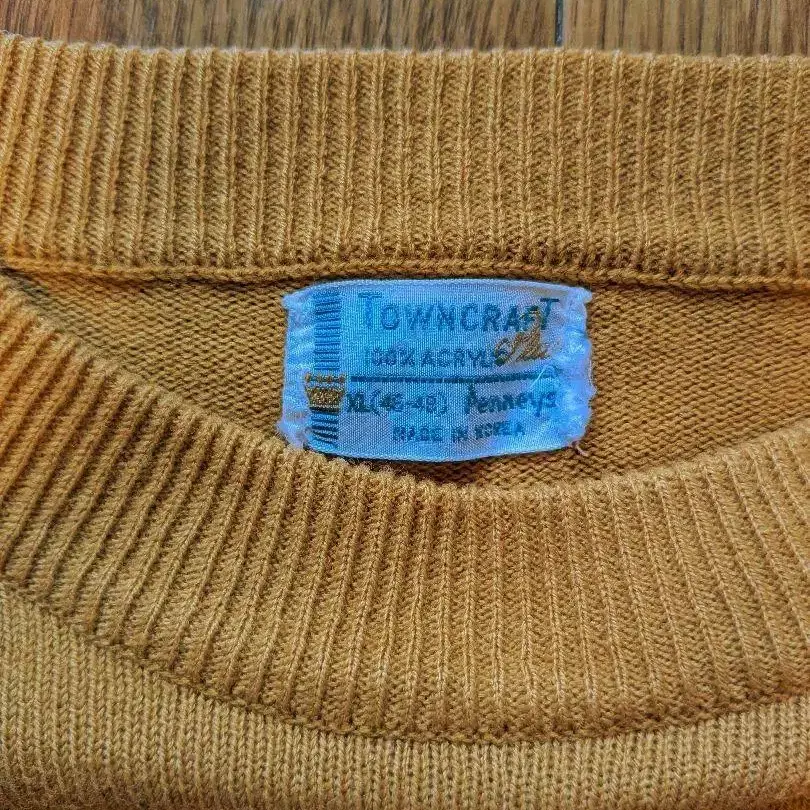 TOWNCRAFT
100% ACRYLIC
XL(46-48) Penneys
MADE IN KOREA